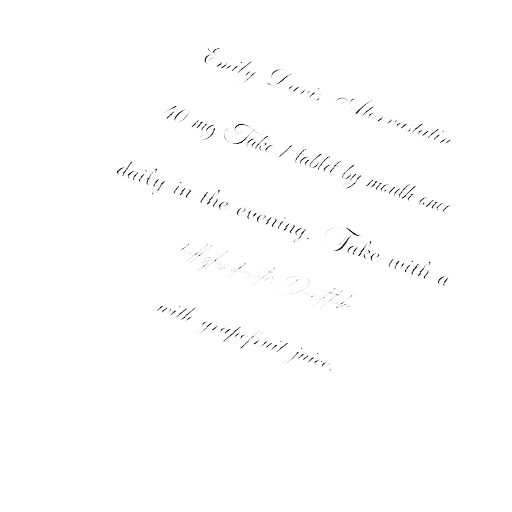 Emily Davis Atorvastatin
40 mg Take 1 tablet by mouth once
daily in the evening. Take with a
with grapefruit juice.